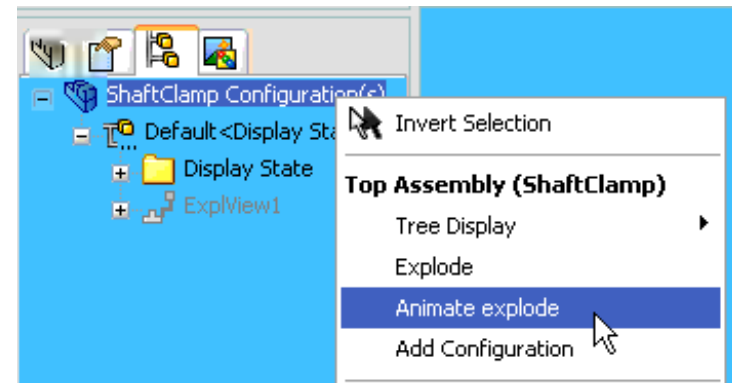 ShaftClamp Configuration(s)
Default<Display Sta
Display State
ExplView1
Invert Selection
Top Assembly (ShaftClamp)
Tree Display
Explode
Animate explode
Add Configuration